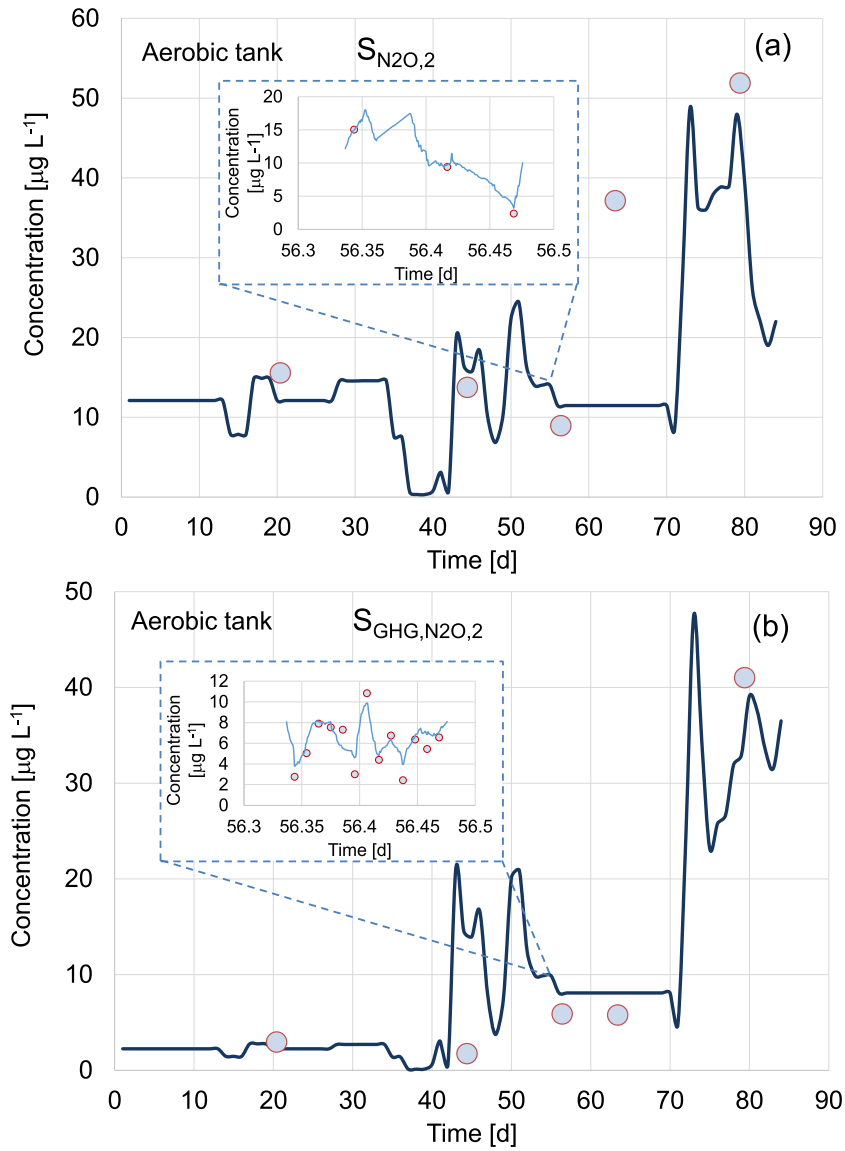 Aerobic tank S_N2O,2 (a)
Concentration [µg L-1]
60
50
40
30
20
10
0
0 10 20 30 40 50 60 70 80 90
Time [d]
Concentration
[µg L-1]
20
15
10
5
0
56.3 56.35 56.4 56.45 56.5
Time [d]
Aerobic tank S_GHG,N2O,2 (b)
Concentration [µg L-1]
50
40
30
20
10
0
0 10 20 30 40 50 60 70 80 90
Time [d]
Concentration
[µg L-1]
12
10
8
6
4
2
0
56.3 56.35 56.4 56.45 56.5
Time [d]